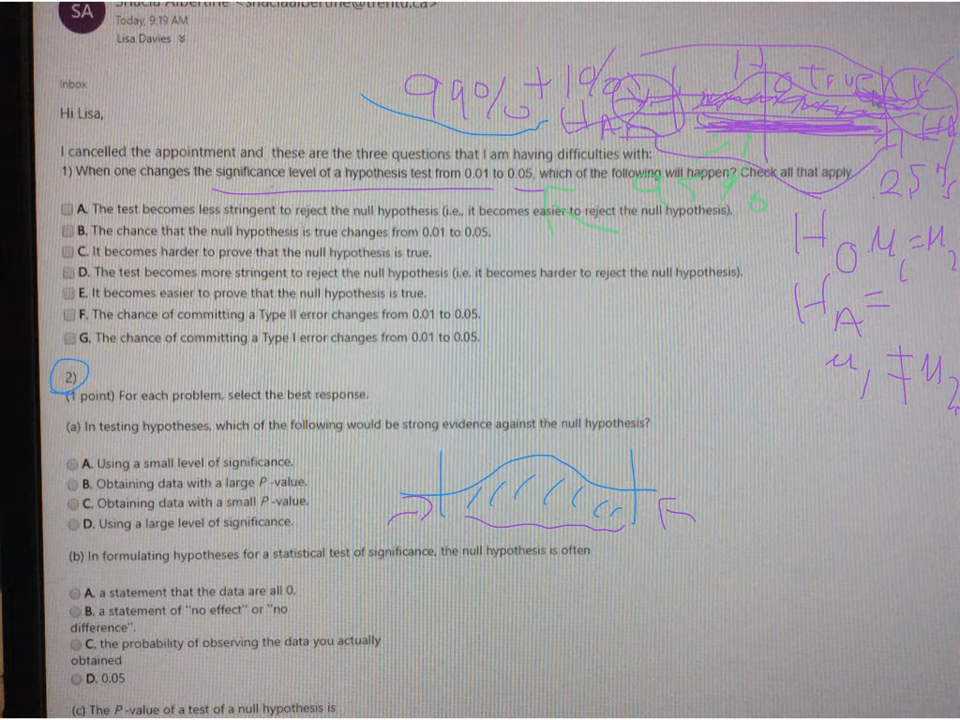 SA
Today, 9:19 AM
Lisa Davies
Inbox
Hi Lisa,
99% + 1%
H0 true
HA
HA
I cancelled the appointment and these are the three questions that I am having difficulties with:
1) When one changes the significance level of a hypothesis test from 0.01 to 0.05, which of the following will happen? Check all that apply
95%
.25%
A. The test becomes less stringent to reject the null hypothesis (i.e., it becomes easier to reject the null hypothesis).
B. The chance that the null hypothesis is true changes from 0.01 to 0.05.
C. It becomes harder to prove that the null hypothesis is true.
D. The test becomes more stringent to reject the null hypothesis (i.e. it becomes harder to reject the null hypothesis).
E. It becomes easier to prove that the null hypothesis is true.
F. The chance of committing a Type II error changes from 0.01 to 0.05.
G. The chance of committing a Type I error changes from 0.01 to 0.05.
H0 M1=M2
HA=
M1≠M2
2)
(1 point) For each problem, select the best response.
(a) In testing hypotheses, which of the following would be strong evidence against the null hypothesis?
A. Using a small level of significance.
B. Obtaining data with a large P-value.
C. Obtaining data with a small P-value.
D. Using a large level of significance.
(b) In formulating hypotheses for a statistical test of significance, the null hypothesis is often
A. a statement that the data are all 0.
B. a statement of "no effect" or "no
difference".
C. the probability of observing the data you actually
obtained
D. 0.05
(c) The P-value of a test of a null hypothesis is